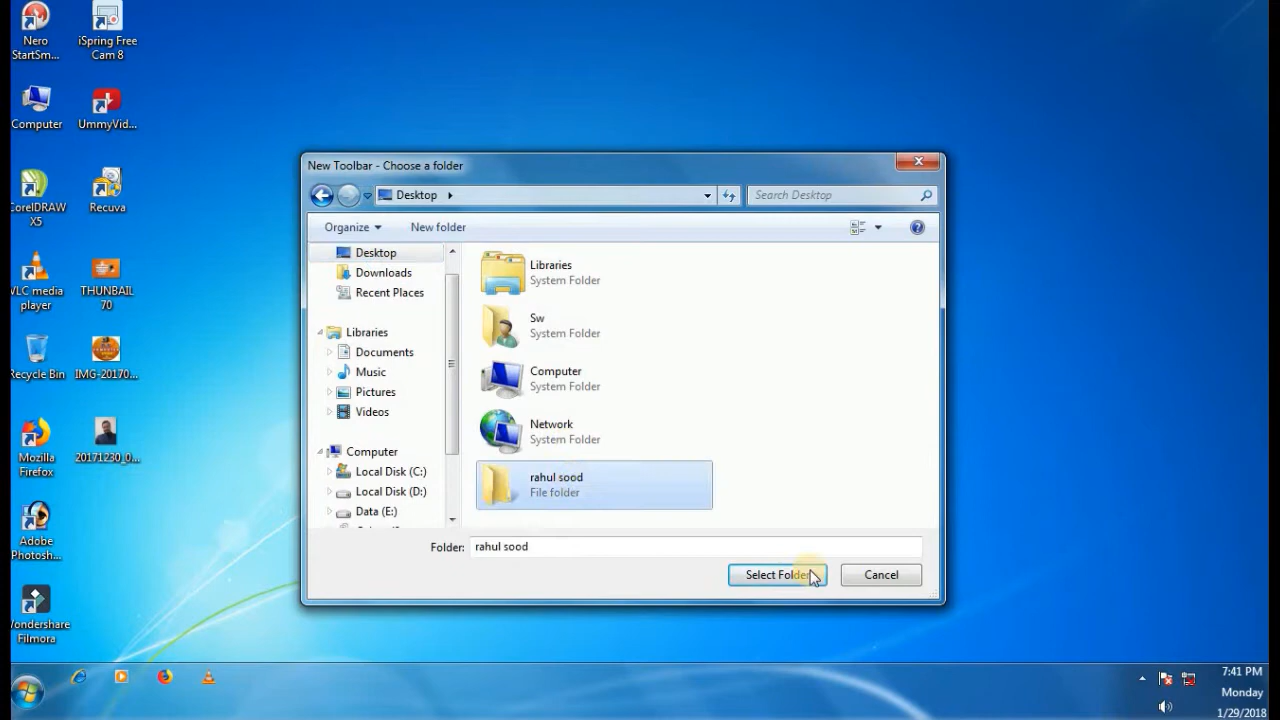 Nero
StartSm...
iSpring Free
Cam 8
Computer
UmmyVid...
CorelDRAW
X5
Recuva
VLC media
player
THUNBAIL
70
Recycle Bin
IMG-20170...
Mozilla
Firefox
20171230_0...
Adobe
Photosh...
Wondershare
Filmora
New Toolbar - Choose a folder
Desktop
Search Desktop
Organize
New folder
Desktop
Downloads
Recent Places
Libraries
Documents
Music
Pictures
Videos
Computer
Local Disk (C:)
Local Disk (D:)
Data (E:)
Libraries
System Folder
Sw
System Folder
Computer
System Folder
Network
System Folder
rahul sood
File folder
Folder: rahul sood
Select Folder
Cancel
7:41 PM
Monday
1/29/2018